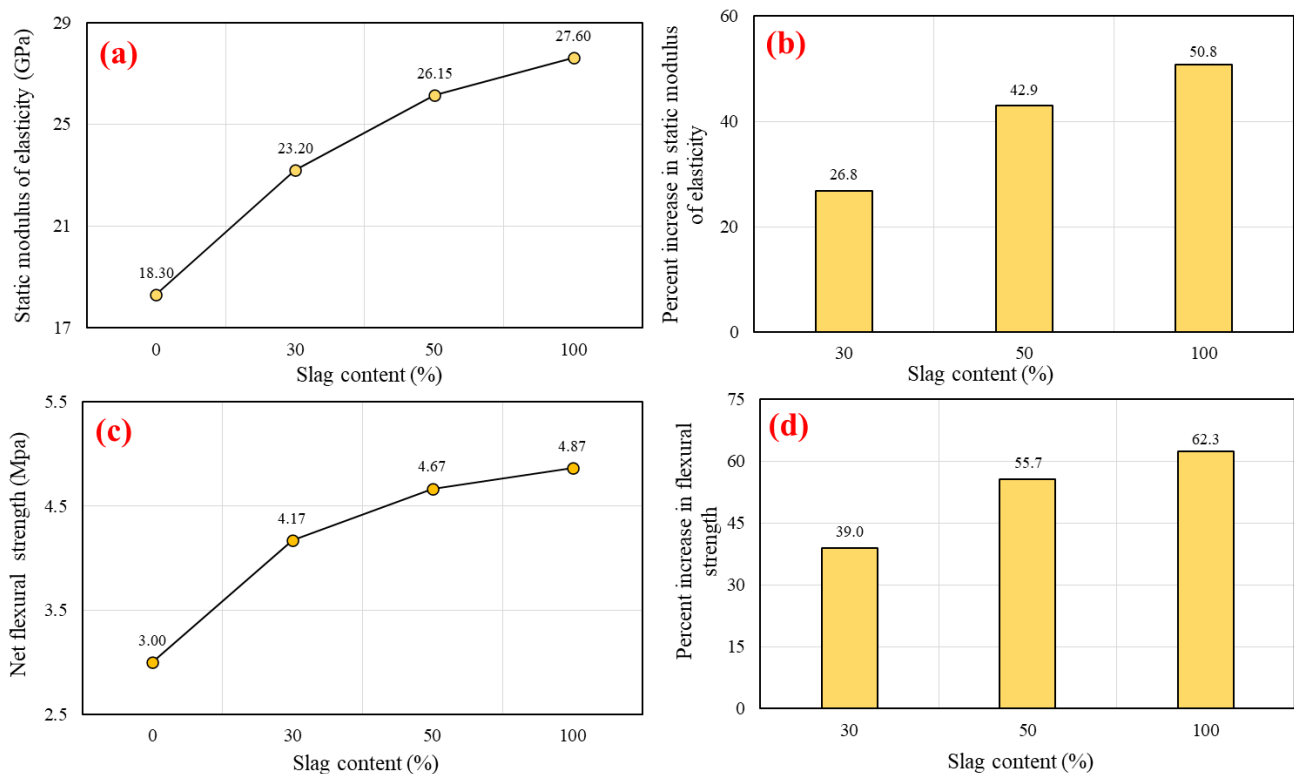 (a)
Static modulus of elasticity (GPa)
29
25
21
17
18.30
23.20
26.15
27.60
0 30 50 100
Slag content (%)
(b)
Percent increase in static modulus
of elasticity
60
40
20
0
26.8
42.9
50.8
30 50 100
Slag content (%)
(c)
Net flexural strength (Mpa)
5.5
4.5
3.5
2.5
3.00
4.17
4.67
4.87
0 30 50 100
Slag content (%)
(d)
Percent increase in flexural
strength
75
60
45
30
15
0
39.0
55.7
62.3
30 50 100
Slag content (%)